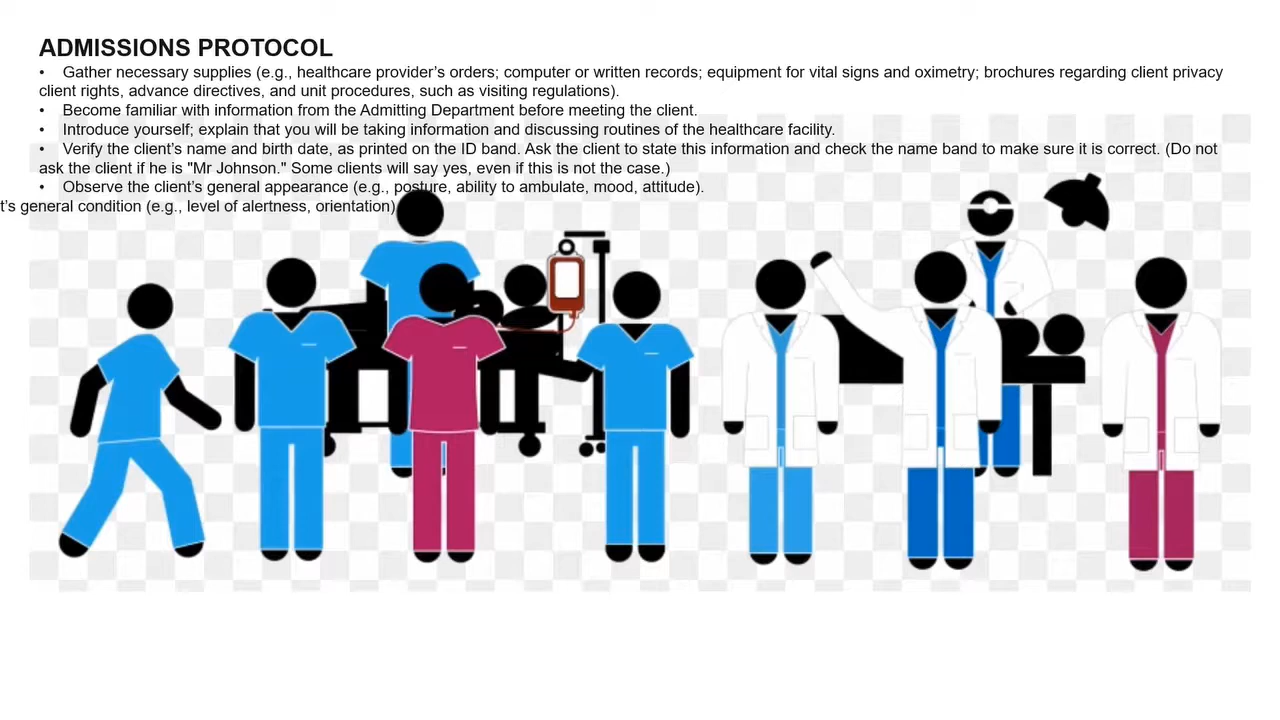 ADMISSIONS PROTOCOL
• Gather necessary supplies (e.g., healthcare provider’s orders; computer or written records; equipment for vital signs and oximetry; brochures regarding client privacy
client rights, advance directives, and unit procedures, such as visiting regulations).
• Become familiar with information from the Admitting Department before meeting the client.
• Introduce yourself; explain that you will be taking information and discussing routines of the healthcare facility.
• Verify the client’s name and birth date, as printed on the ID band. Ask the client to state this information and check the name band to make sure it is correct. (Do not
ask the client if he is "Mr Johnson." Some clients will say yes, even if this is not the case.)
• Observe the client’s general appearance (e.g., posture, ability to ambulate, mood, attitude).
t’s general condition (e.g., level of alertness, orientation)